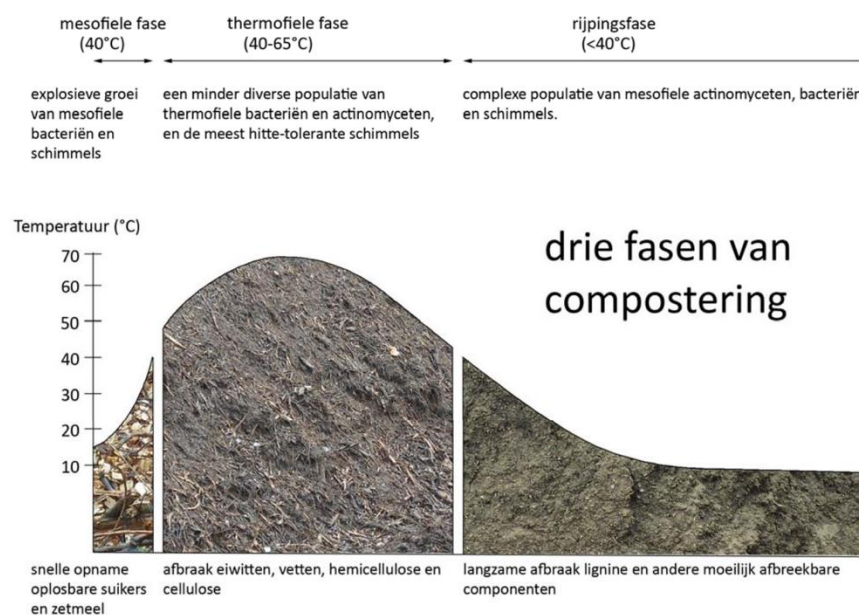 mesofiele fase
(40°C)
thermofiele fase
(40-65°C)
rijpingsfase
(<40°C)
explosieve groei
van mesofiele
bacteriën en
schimmels
een minder diverse populatie van
thermofiele bacteriën en actinomyceten,
en de meest hitte-tolerante schimmels
complexe populatie van mesofiele actinomyceten, bacteriën
en schimmels.
Temperatuur (°C)
70
60
50
40
30
20
10
drie fasen van
compostering
snelle opname
oplosbare suikers
en zetmeel
afbraak eiwitten, vetten, hemicellulose en
cellulose
langzame afbraak lignine en andere moeilijk afbreekbare
componenten